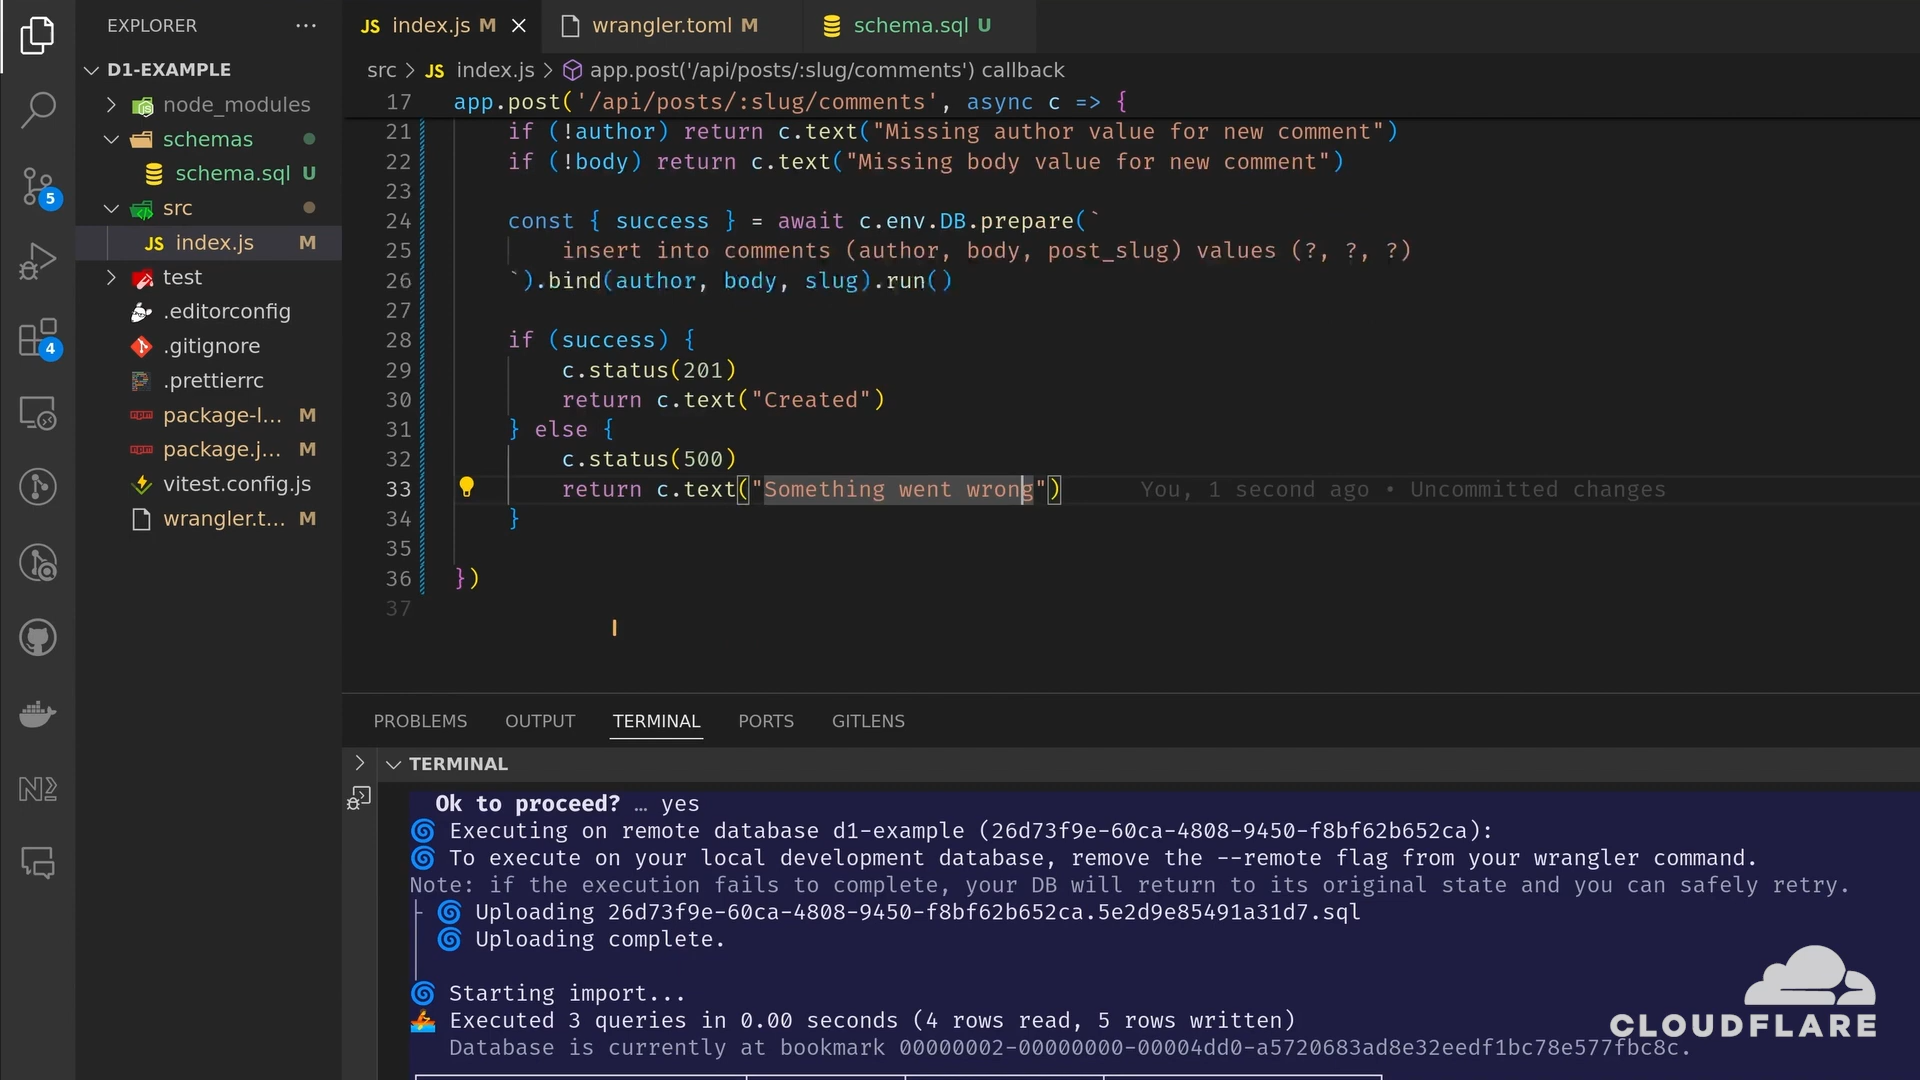 EXPLORER
D1-EXAMPLE
node_modules
schemas
schema.sql U
src
JS index.js M
test
.editorconfig
.gitignore
.prettierrc
package-l... M
package.j... M
vitest.config.js
wrangler.t... M
5
4
JS index.js M
wrangler.toml M
schema.sql U
src > JS index.js > app.post('/api/posts/:slug/comments') callback
17 app.post('/api/posts/:slug/comments', async c => {
21 if (!author) return c.text("Missing author value for new comment")
22 if (!body) return c.text("Missing body value for new comment")
23
24 const { success } = await c.env.DB.prepare(`
25 insert into comments (author, body, post_slug) values (?, ?, ?)
26 `).bind(author, body, slug).run()
27
28 if (success) {
29 c.status(201)
30 return c.text("Created")
31 } else {
32 c.status(500)
33 return c.text("Something went wrong") You, 1 second ago • Uncommitted changes
34 }
35
36 })
37
PROBLEMS OUTPUT TERMINAL PORTS GITLENS
TERMINAL
Ok to proceed? … yes
🌀 Executing on remote database d1-example (26d73f9e-60ca-4808-9450-f8bf62b652ca):
🌀 To execute on your local development database, remove the --remote flag from your wrangler command.
Note: if the execution fails to complete, your DB will return to its original state and you can safely retry.
├ 🌀 Uploading 26d73f9e-60ca-4808-9450-f8bf62b652ca.5e2d9e85491a31d7.sql
│ 🌀 Uploading complete.
🌀 Starting import...
🚣 Executed 3 queries in 0.00 seconds (4 rows read, 5 rows written)
Database is currently at bookmark 00000002-00000000-00004dd0-a5720683ad8e32eedf1bc78e577fbc8c.
CLOUDFLARE